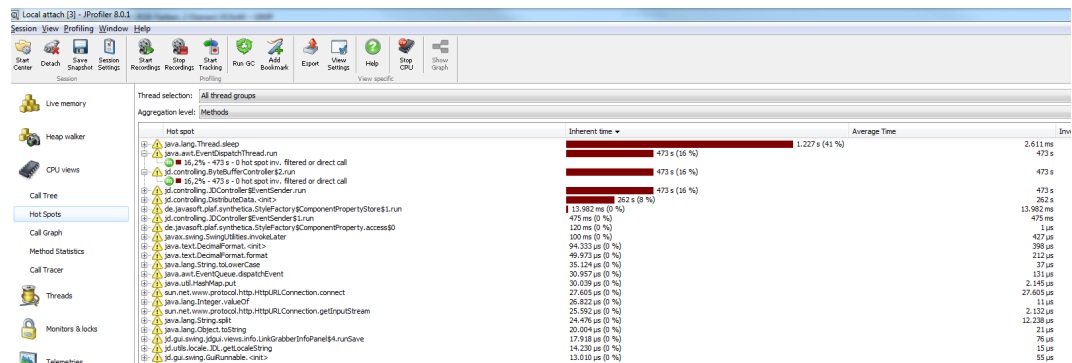 Local attach [3] - JProfiler 8.0.1
Session View Profiling Window Help
Start Center
Detach
Save Snapshot
Session Settings
Start Recordings
Stop Recordings
Start Tracking
Run GC
Add Bookmark
Export
View Settings
Help
Stop CPU
Show Graph
Session Profiling View specific
Thread selection: All thread groups
Aggregation level: Methods
Live memory
Heap walker
CPU views
Call Tree
Hot Spots
Call Graph
Method Statistics
Call Tracer
Threads
Monitors & locks
Telemetries
Hot spot Inherent time Average Time Inv
java.lang.Thread.sleep 1.227 s (41 %) 2.611 ms
java.awt.EventDispatchThread.run 473 s (16 %) 473 s
m 16,2% - 473 s - 0 hot spot inv. filtered or direct call
jd.controlling.ByteBufferController$2.run 473 s (16 %) 473 s
m 16,2% - 473 s - 0 hot spot inv. filtered or direct call
jd.controlling.JDController$EventSender.run 473 s (16 %) 473 s
jd.controlling.DistributeData.<init> 262 s (8 %) 262 s
de.javasoft.plaf.synthetica.StyleFactory$ComponentPropertyStore$1.run 13.982 ms (0 %) 13.982 ms
jd.controlling.JDController$EventSender$1.run 475 ms (0 %) 475 ms
de.javasoft.plaf.synthetica.StyleFactory$ComponentProperty.access$0 120 ms (0 %) 1 µs
javax.swing.SwingUtilities.invokeLater 100 ms (0 %) 427 µs
java.text.DecimalFormat.<init> 94.333 µs (0 %) 398 µs
java.text.DecimalFormat.format 49.973 µs (0 %) 212 µs
java.lang.String.toLowerCase 35.124 µs (0 %) 37 µs
java.awt.EventQueue.dispatchEvent 30.957 µs (0 %) 131 µs
java.util.HashMap.put 30.039 µs (0 %) 2.145 µs
sun.net.www.protocol.http.HttpURLConnection.connect 27.605 µs (0 %) 27.605 µs
java.lang.Integer.valueOf 26.822 µs (0 %) 11 µs
sun.net.www.protocol.http.HttpURLConnection.getInputStream 25.592 µs (0 %) 2.132 µs
java.lang.String.split 24.476 µs (0 %) 12.238 µs
java.lang.Object.toString 20.004 µs (0 %) 21 µs
jd.gui.swing.jdgui.views.info.LinkGrabberInfoPanel$4.runSave 17.918 µs (0 %) 76 µs
jd.utils.locale.JDL.getLocaleString 14.230 µs (0 %) 15 µs
jd.gui.swing.GuiRunnable.<init> 13.010 µs (0 %) 55 µs